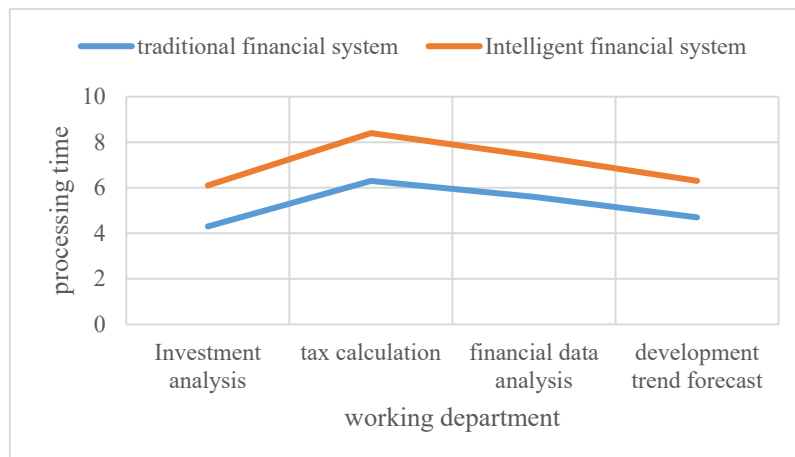 traditional financial system
Intelligent financial system
processing time
10
8
6
4
2
0
Investment
analysis
tax calculation
financial data
analysis
development
trend forecast
working department